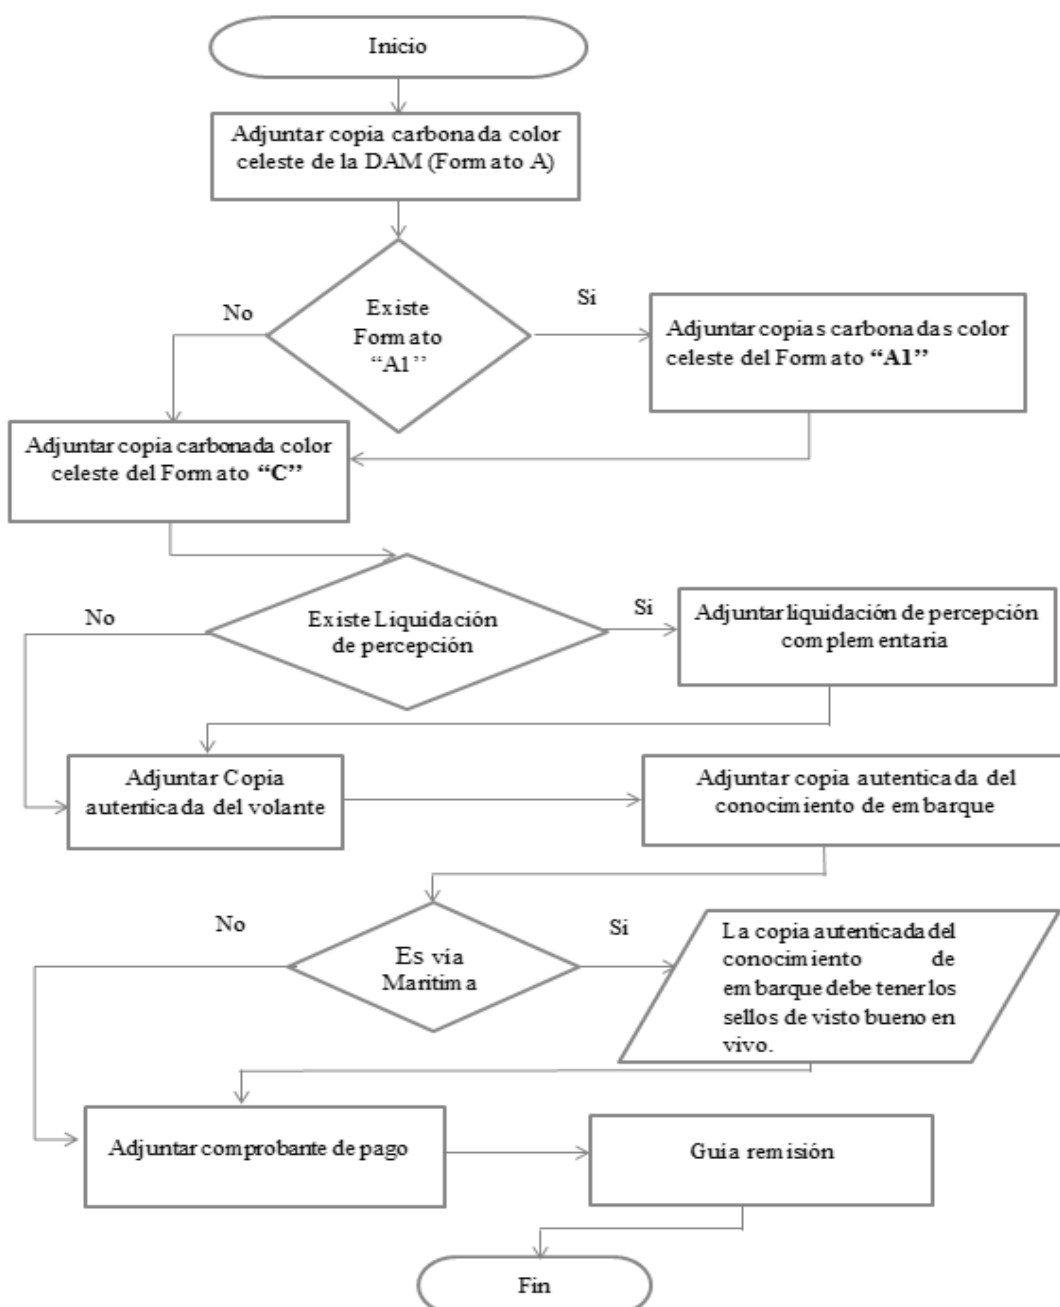 Inicio
Adjuntar copia carbonada color
celeste de la DAM (Formato A)
Existe
Formato
“A1”
No
Si
Adjuntar copias carbonadas color
celeste del Formato “A1”
Adjuntar copia carbonada color
celeste del Formato “C”
Existe Liquidación
de percepción
No
Si
Adjuntar liquidación de percepción
complementaria
Adjuntar Copia
autenticada del volante
Adjuntar copia autenticada del
conocimiento de embarque
Es vía
Maritima
No
Si
La copia autenticada del
conocimiento de
embarque debe tener los
sellos de visto bueno en
vivo.
Adjuntar comprobante de pago
Guía remisión
Fin